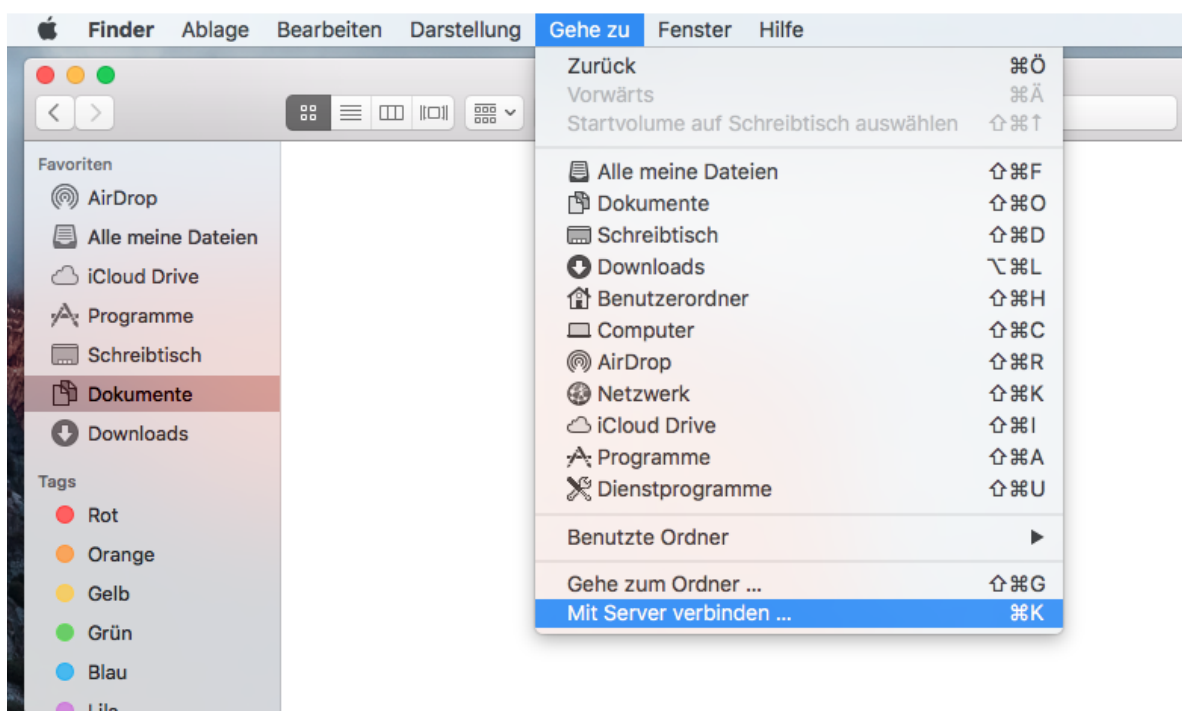 Finder Ablage Bearbeiten Darstellung Gehe zu Fenster Hilfe
Zurück ⌘Ö
Vorwärts ⌘Ä
Startvolume auf Schreibtisch auswählen ⇧⌘↑
Alle meine Dateien ⇧⌘F
Dokumente ⇧⌘O
Schreibtisch ⇧⌘D
Downloads ⌥⌘L
Benutzerordner ⇧⌘H
Computer ⇧⌘C
AirDrop ⇧⌘R
Netzwerk ⇧⌘K
iCloud Drive ⇧⌘I
Programme ⇧⌘A
Dienstprogramme ⇧⌘U
Benutzte Ordner ▶
Gehe zum Ordner ... ⇧⌘G
Mit Server verbinden ... ⌘K
Favoriten
AirDrop
Alle meine Dateien
iCloud Drive
Programme
Schreibtisch
Dokumente
Downloads
Tags
Rot
Orange
Gelb
Grün
Blau